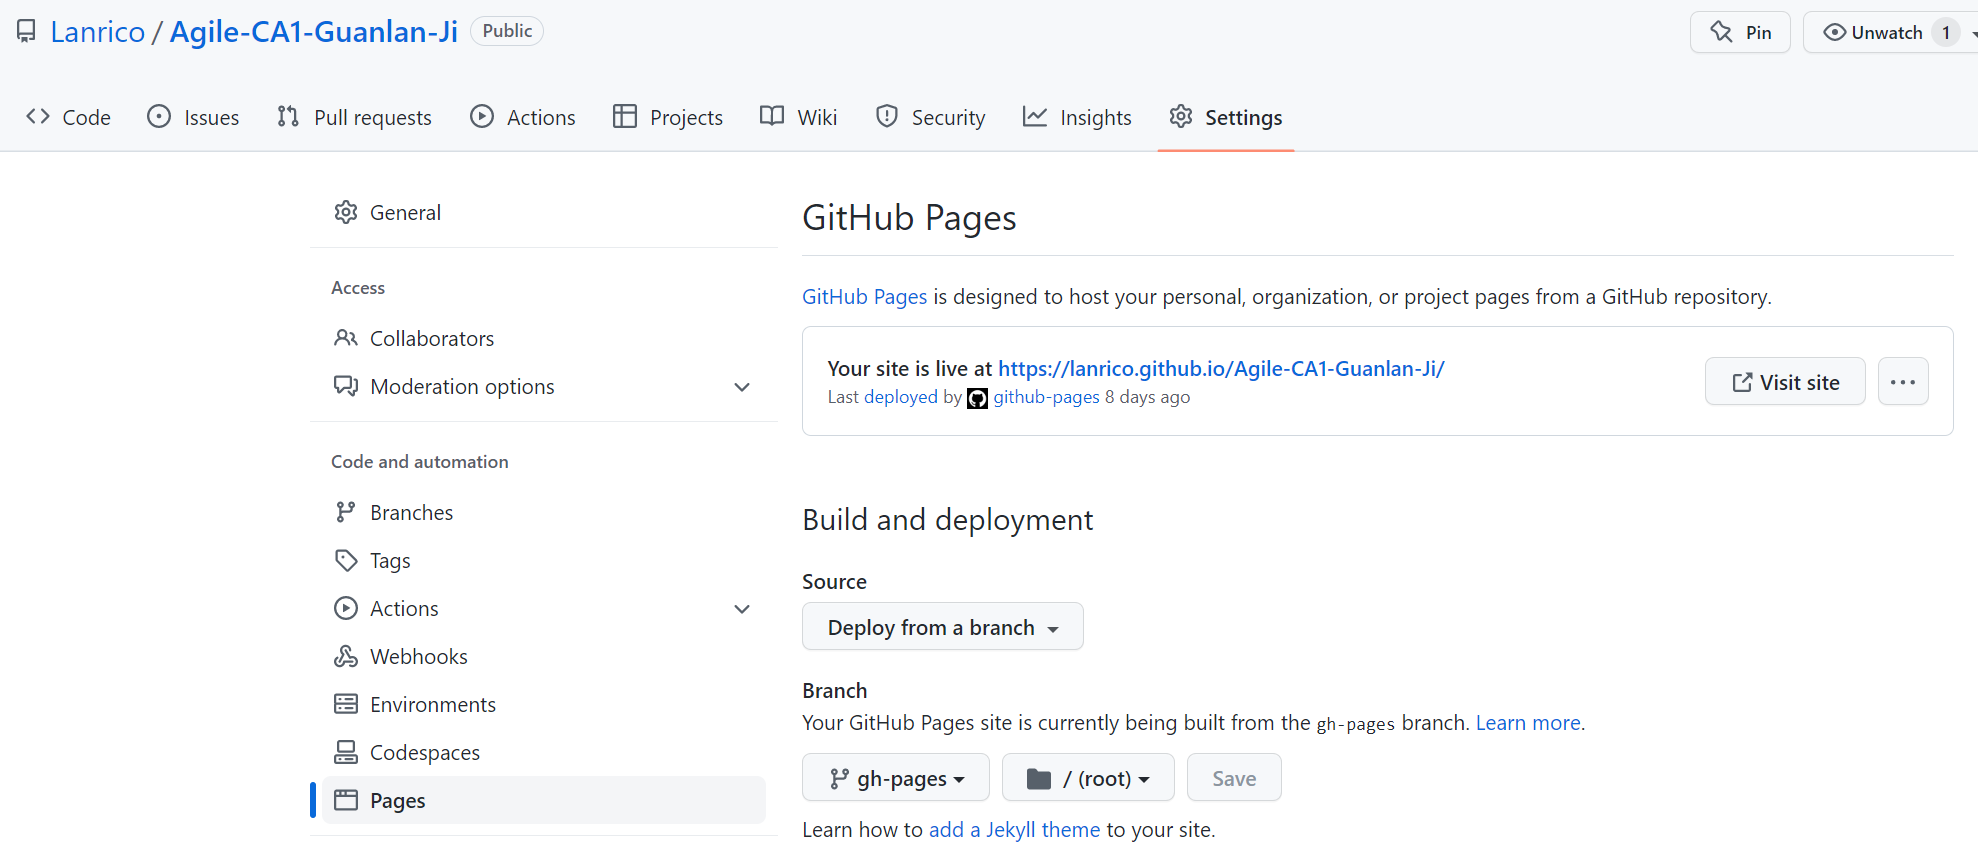 Lanrico / Agile-CA1-Guanlan-Ji Public
Pin
Unwatch 1
Code Issues Pull requests Actions Projects Wiki Security Insights Settings
General
Access
Collaborators
Moderation options
Code and automation
Branches
Tags
Actions
Webhooks
Environments
Codespaces
Pages
GitHub Pages
GitHub Pages is designed to host your personal, organization, or project pages from a GitHub repository.
Your site is live at https://lanrico.github.io/Agile-CA1-Guanlan-Ji/
Last deployed by github-pages 8 days ago
Visit site
Build and deployment
Source
Deploy from a branch
Branch
Your GitHub Pages site is currently being built from the gh-pages branch. Learn more.
gh-pages / (root) Save
Learn how to add a Jekyll theme to your site.